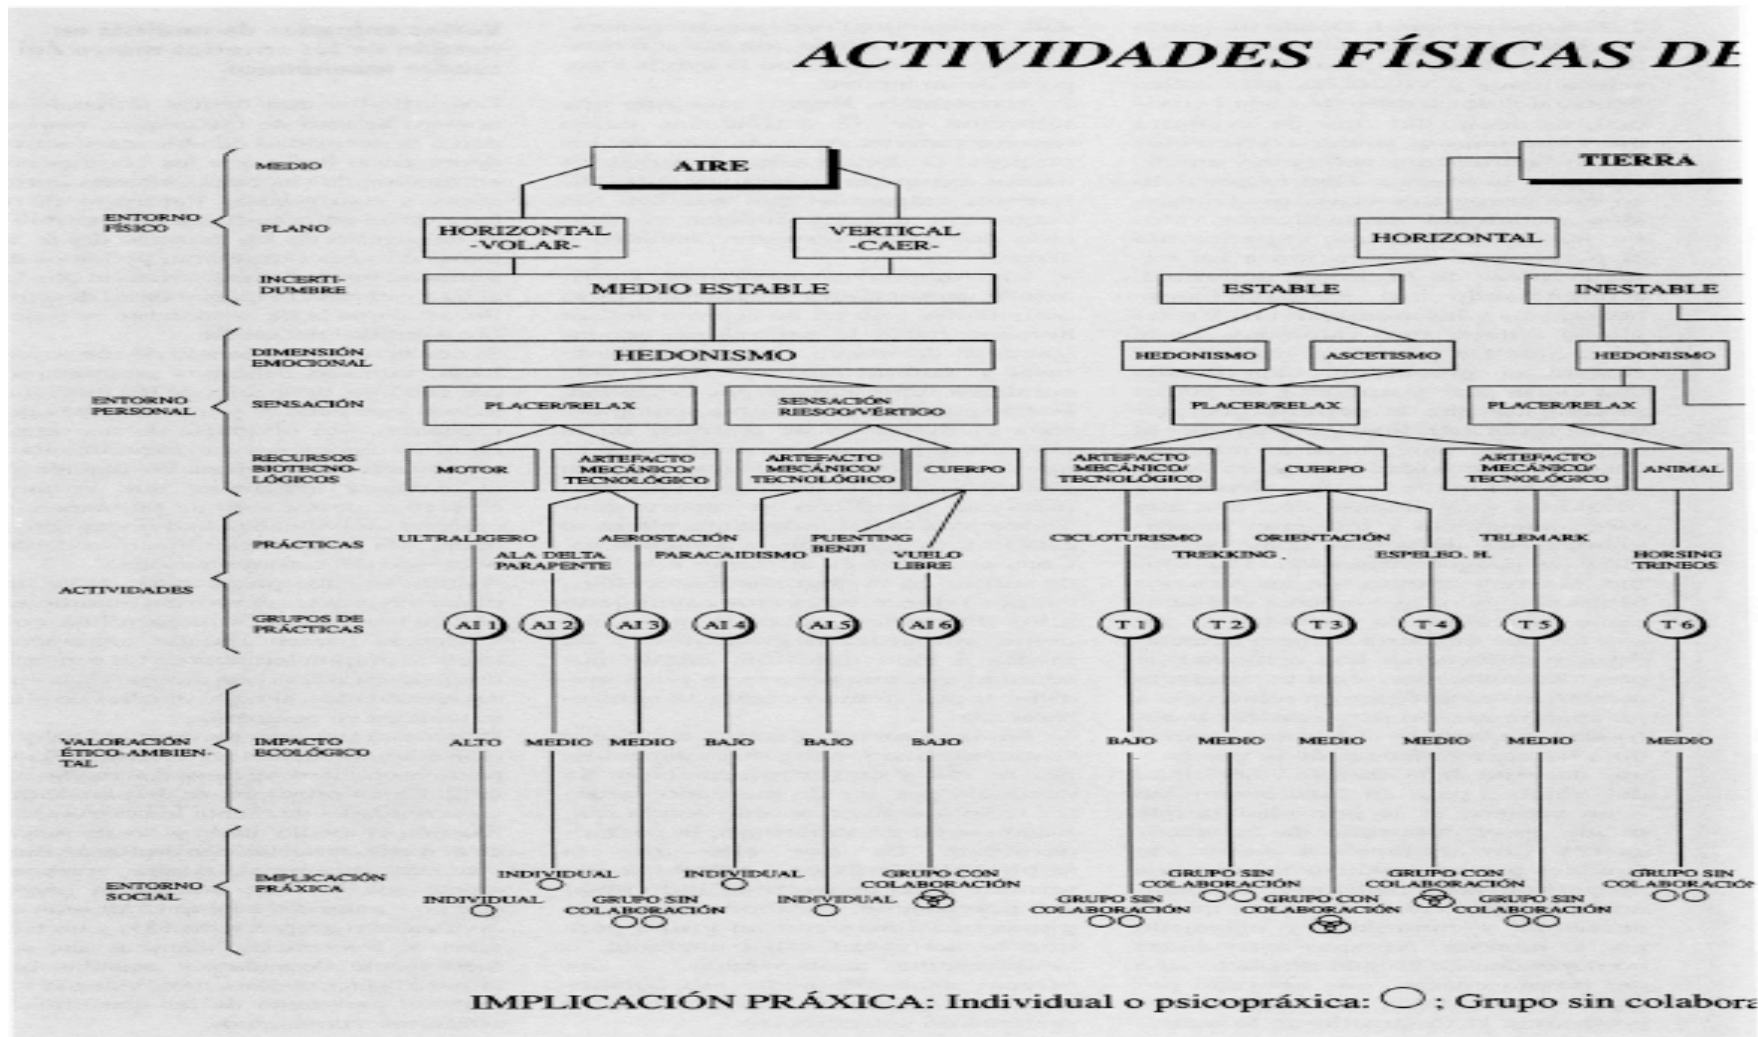 ACTIVIDADES FÍSICAS DE
MEDIO
AIRE
TIERRA
ENTORNO
FÍSICO
PLANO
HORIZONTAL
-VOLAR-
VERTICAL
-CAER-
HORIZONTAL
INCERTI-
DUMBRE
MEDIO ESTABLE
ESTABLE
INESTABLE
DIMENSIÓN
EMOCIONAL
HEDONISMO
HEDONISMO
ASCETISMO
HEDONISMO
ENTORNO
PERSONAL
SENSACIÓN
PLACER/RELAX
SENSACIÓN
RIESGO/VÉRTIGO
PLACER/RELAX
PLACER/RELAX
RECURSOS
BIOTECNO-
LÓGICOS
MOTOR
ARTEFACTO
MECÁNICO/
TECNOLÓGICO
ARTEFACTO
MECÁNICO/
TECNOLÓGICO
CUERPO
ARTEFACTO
MECÁNICO/
TECNOLÓGICO
CUERPO
ARTEFACTO
MECÁNICO/
TECNOLÓGICO
ANIMAL
ACTIVIDADES
PRÁCTICAS
ULTRALIGERO
ALA DELTA
PARAPENTE
AEROSTACIÓN
PARACAIDISMO
PUENTING
BENJI
VUELO
LIBRE
CICLOTURISMO
TREKKING
ORIENTACIÓN
ESPELEO. H.
TELEMARK
HORSING
TRINEOS
GRUPOS DE
PRÁCTICAS
AI 1
AI 2
AI 3
AI 4
AI 5
AI 6
T 1
T 2
T 3
T 4
T 5
T 6
VALORACIÓN
ÉTICO-AMBIEN-
TAL
IMPACTO
ECOLÓGICO
ALTO
MEDIO
MEDIO
BAJO
BAJO
BAJO
BAJO
MEDIO
MEDIO
MEDIO
MEDIO
MEDIO
ENTORNO
SOCIAL
IMPLICACIÓN
PRÁXICA
INDIVIDUAL
INDIVIDUAL
GRUPO SIN
COLABORACIÓN
INDIVIDUAL
INDIVIDUAL
GRUPO CON
COLABORACIÓN
GRUPO SIN
COLABORACIÓN
GRUPO SIN
COLABORACIÓN
GRUPO CON
COLABORACIÓN
GRUPO CON
COLABORACIÓN
GRUPO SIN
COLABORACIÓN
GRUPO SIN
COLABORACIÓN
IMPLICACIÓN PRÁXICA: Individual o psicopráxica: ; Grupo sin colabora